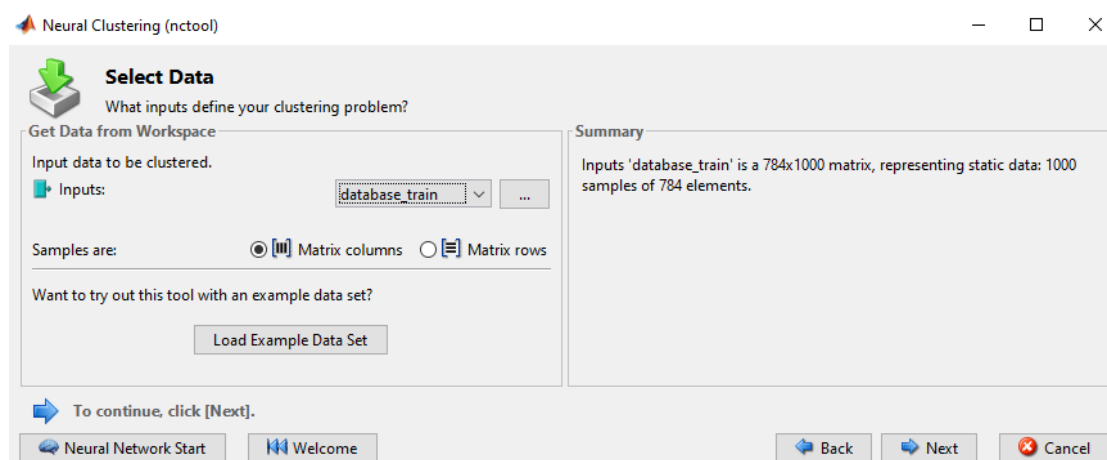 Neural Clustering (nctool)
Select Data
What inputs define your clustering problem?
Get Data from Workspace
Input data to be clustered.
Inputs:
database_train
...
Samples are:
Matrix columns
Matrix rows
Want to try out this tool with an example data set?
Load Example Data Set
Summary
Inputs 'database_train' is a 784x1000 matrix, representing static data: 1000
samples of 784 elements.
To continue, click [Next].
Neural Network Start
Welcome
Back
Next
Cancel